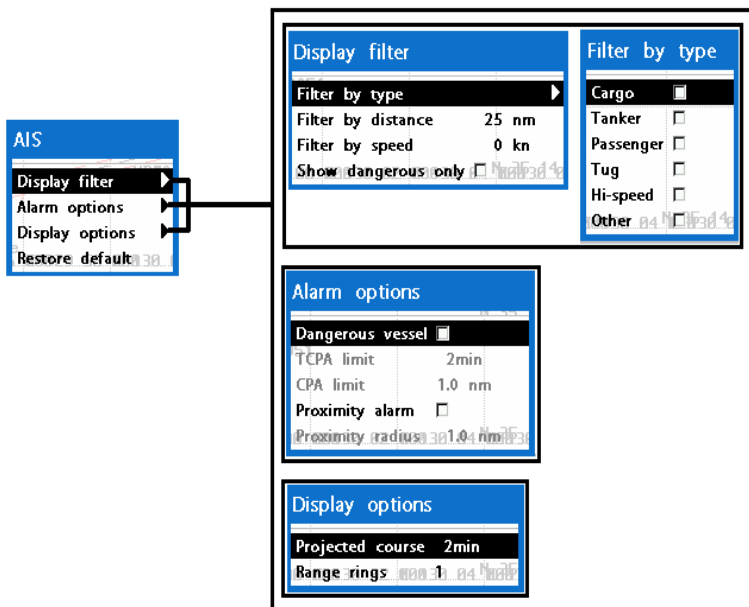 AIS
Display filter
Alarm options
Display options
Restore default
Display filter
Filter by type
Filter by distance 25 nm
Filter by speed 0 kn
Show dangerous only
Filter by type
Cargo
Tanker
Passenger
Tug
Hi-speed
Other
Alarm options
Dangerous vessel
TCPA limit 2min
CPA limit 1.0 nm
Proximity alarm
Proximity radius 1.0 nm
Display options
Projected course 2min
Range rings 1